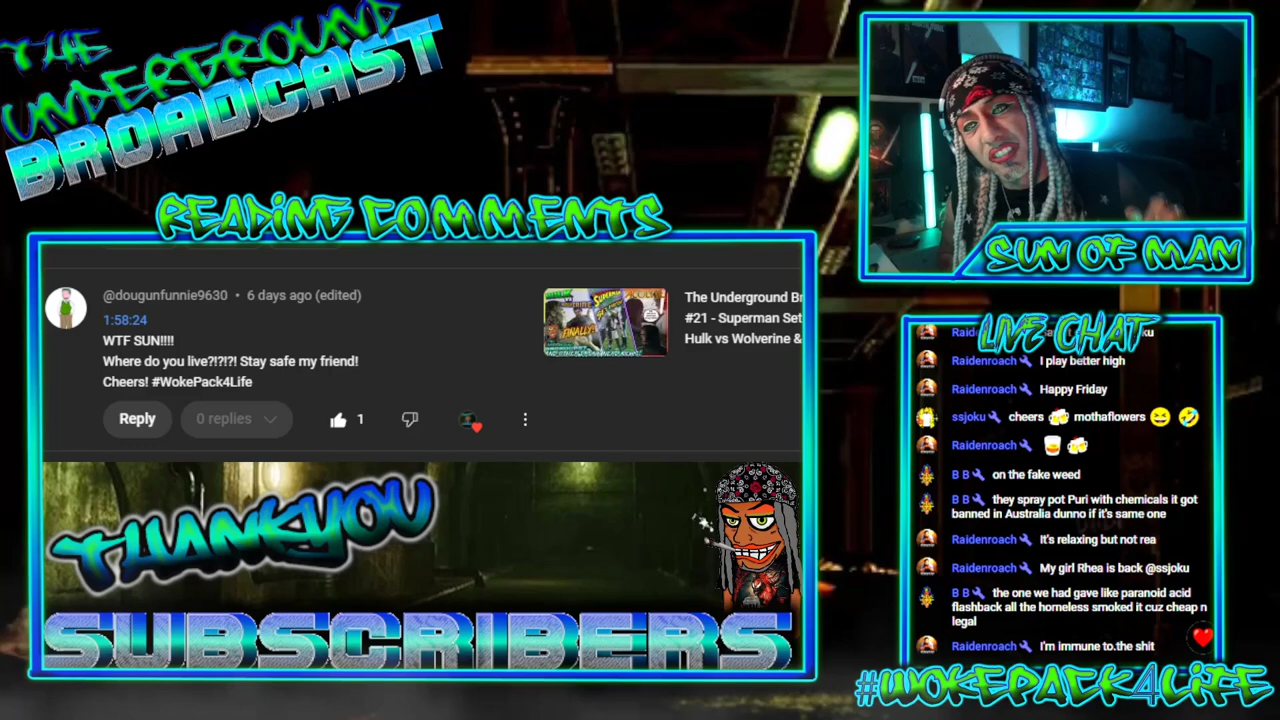 THE
UNDERGROUND
BROADCAST
READING COMMENTS
@dougunfunnie9630 • 6 days ago (edited)
1:58:24
WTF SUN!!!!
Where do you live?!?!?! Stay safe my friend!
Cheers! #WokePack4Life
Reply
0 replies
1
The Underground Br
#21 - Superman Set
Hulk vs Wolverine &
FINALLY!
THANKYOU
SUBSCRIBERS
SUN OF MAN
LIVE CHAT
Raidenroach I play better high
Raidenroach Happy Friday
ssjoku cheers 🍻 mothaflowers 😆 🤣
Raidenroach 🥃 🍻
B B on the fake weed
B B they spray pot Puri with chemicals it got
banned in Australia dunno if it's same one
Raidenroach It's relaxing but not rea
Raidenroach My girl Rhea is back @ssjoku
B B the one we had gave like paranoid acid
flashback all the homeless smoked it cuz cheap n
legal
Raidenroach I'm immune to.the shit
#WOKEPACK4LIFE